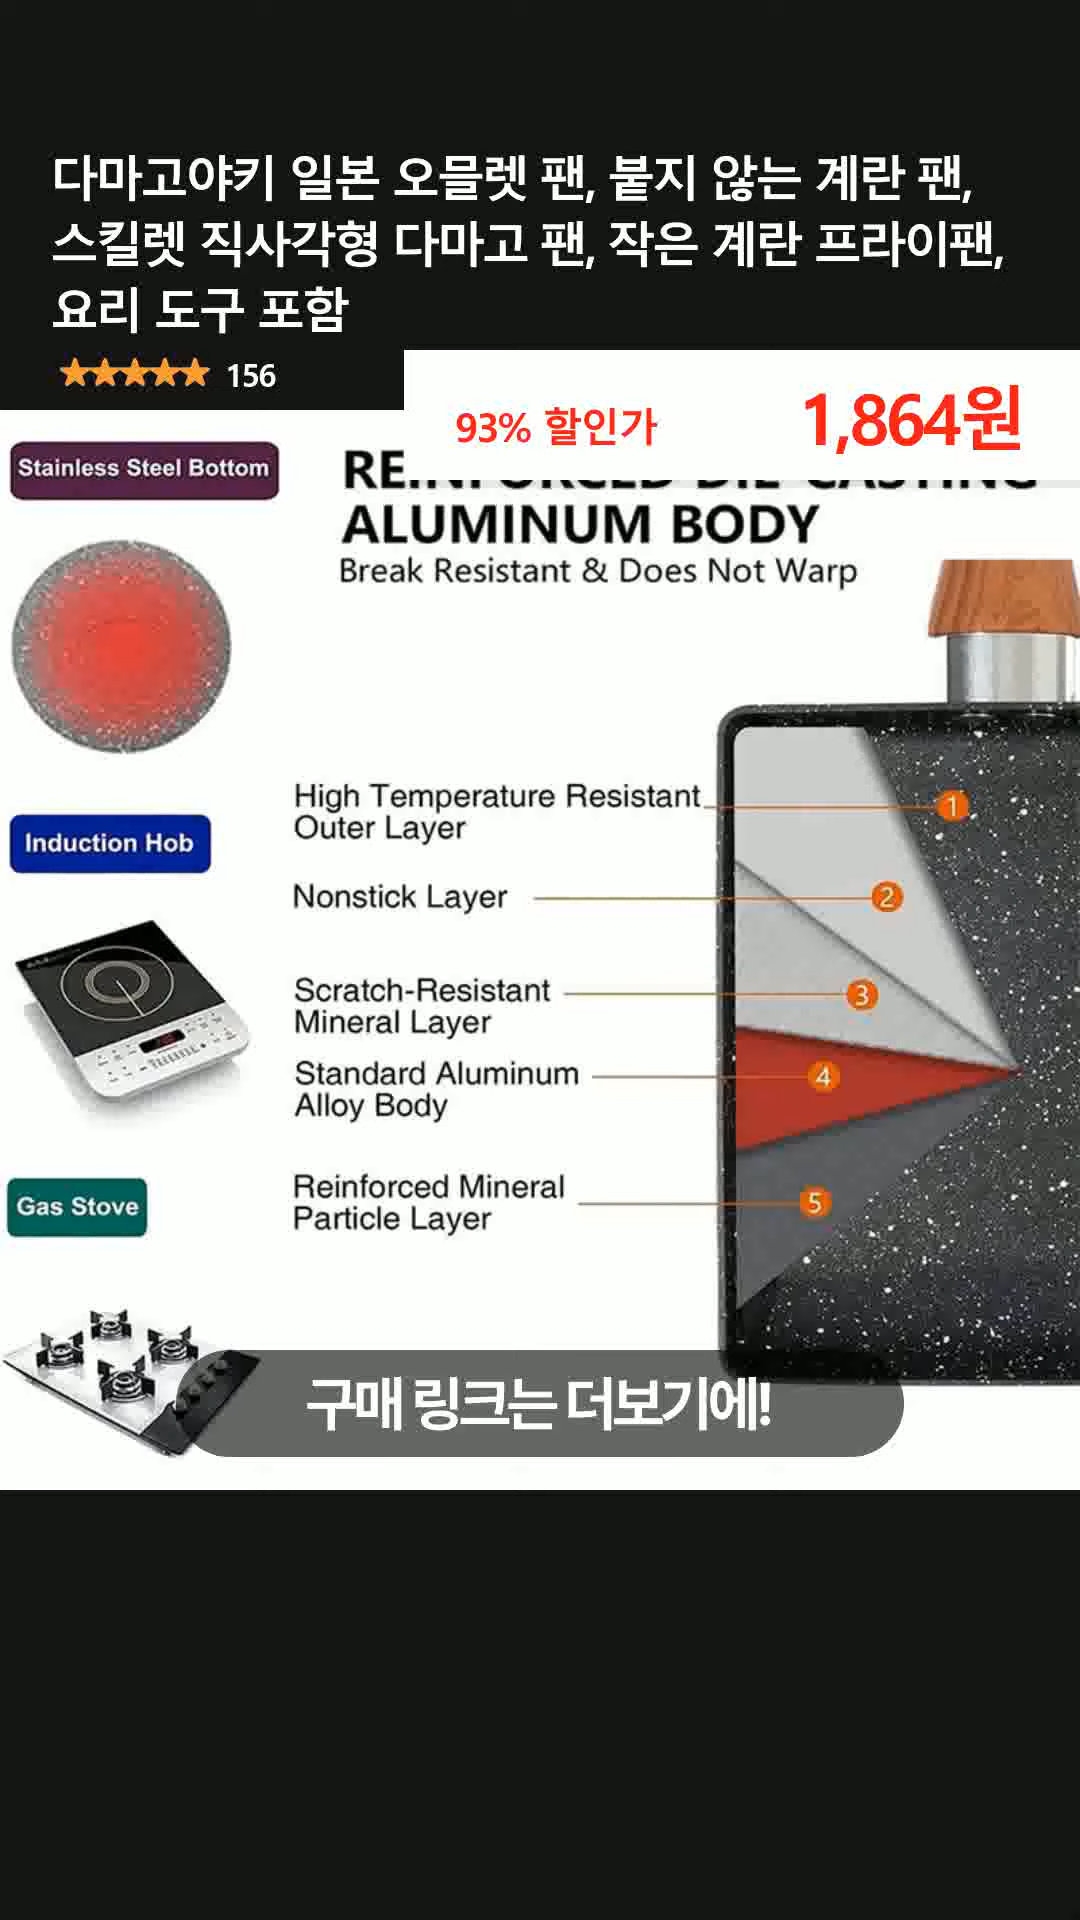 다마고야키 일본 오믈렛 팬, 붙지 않는 계란 팬,
스킬렛 직사각형 다마고 팬, 작은 계란 프라이팬,
요리 도구 포함
156
93% 할인가 1,864원
Stainless Steel Bottom
REINFORCED DIE-CASTING
ALUMINUM BODY
Break Resistant & Does Not Warp
High Temperature Resistant
Outer Layer
1
Induction Hob
Nonstick Layer
2
Scratch-Resistant
Mineral Layer
3
Standard Aluminum
Alloy Body
4
Gas Stove
Reinforced Mineral
Particle Layer
5
구매 링크는 더보기에!